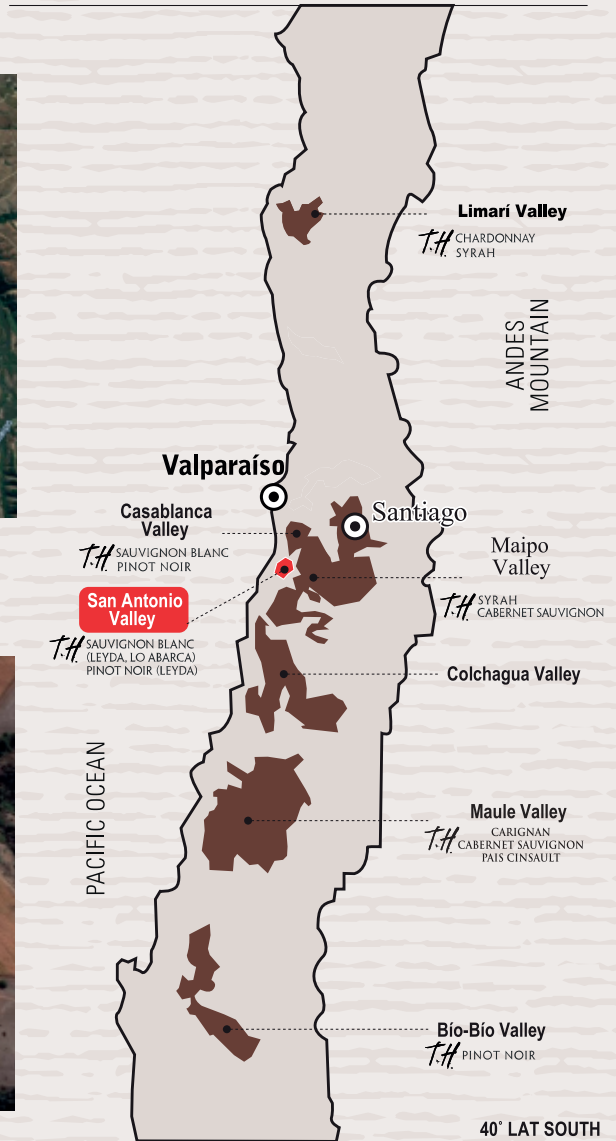 Limarí Valley
T.H. CHARDONNAY
SYRAH
ANDES
MOUNTAIN
Valparaíso
Santiago
Casablanca
Valley
T.H. SAUVIGNON BLANC
PINOT NOIR
Maipo
Valley
T.H. SYRAH
CABERNET SAUVIGNON
San Antonio
Valley
T.H. SAUVIGNON BLANC
(LEYDA, LO ABARCA)
PINOT NOIR (LEYDA)
Colchagua Valley
PACIFIC OCEAN
Maule Valley
T.H. CARIGNAN
CABERNET SAUVIGNON
PAIS CINSAULT
Bío-Bío Valley
T.H. PINOT NOIR
40° LAT SOUTH